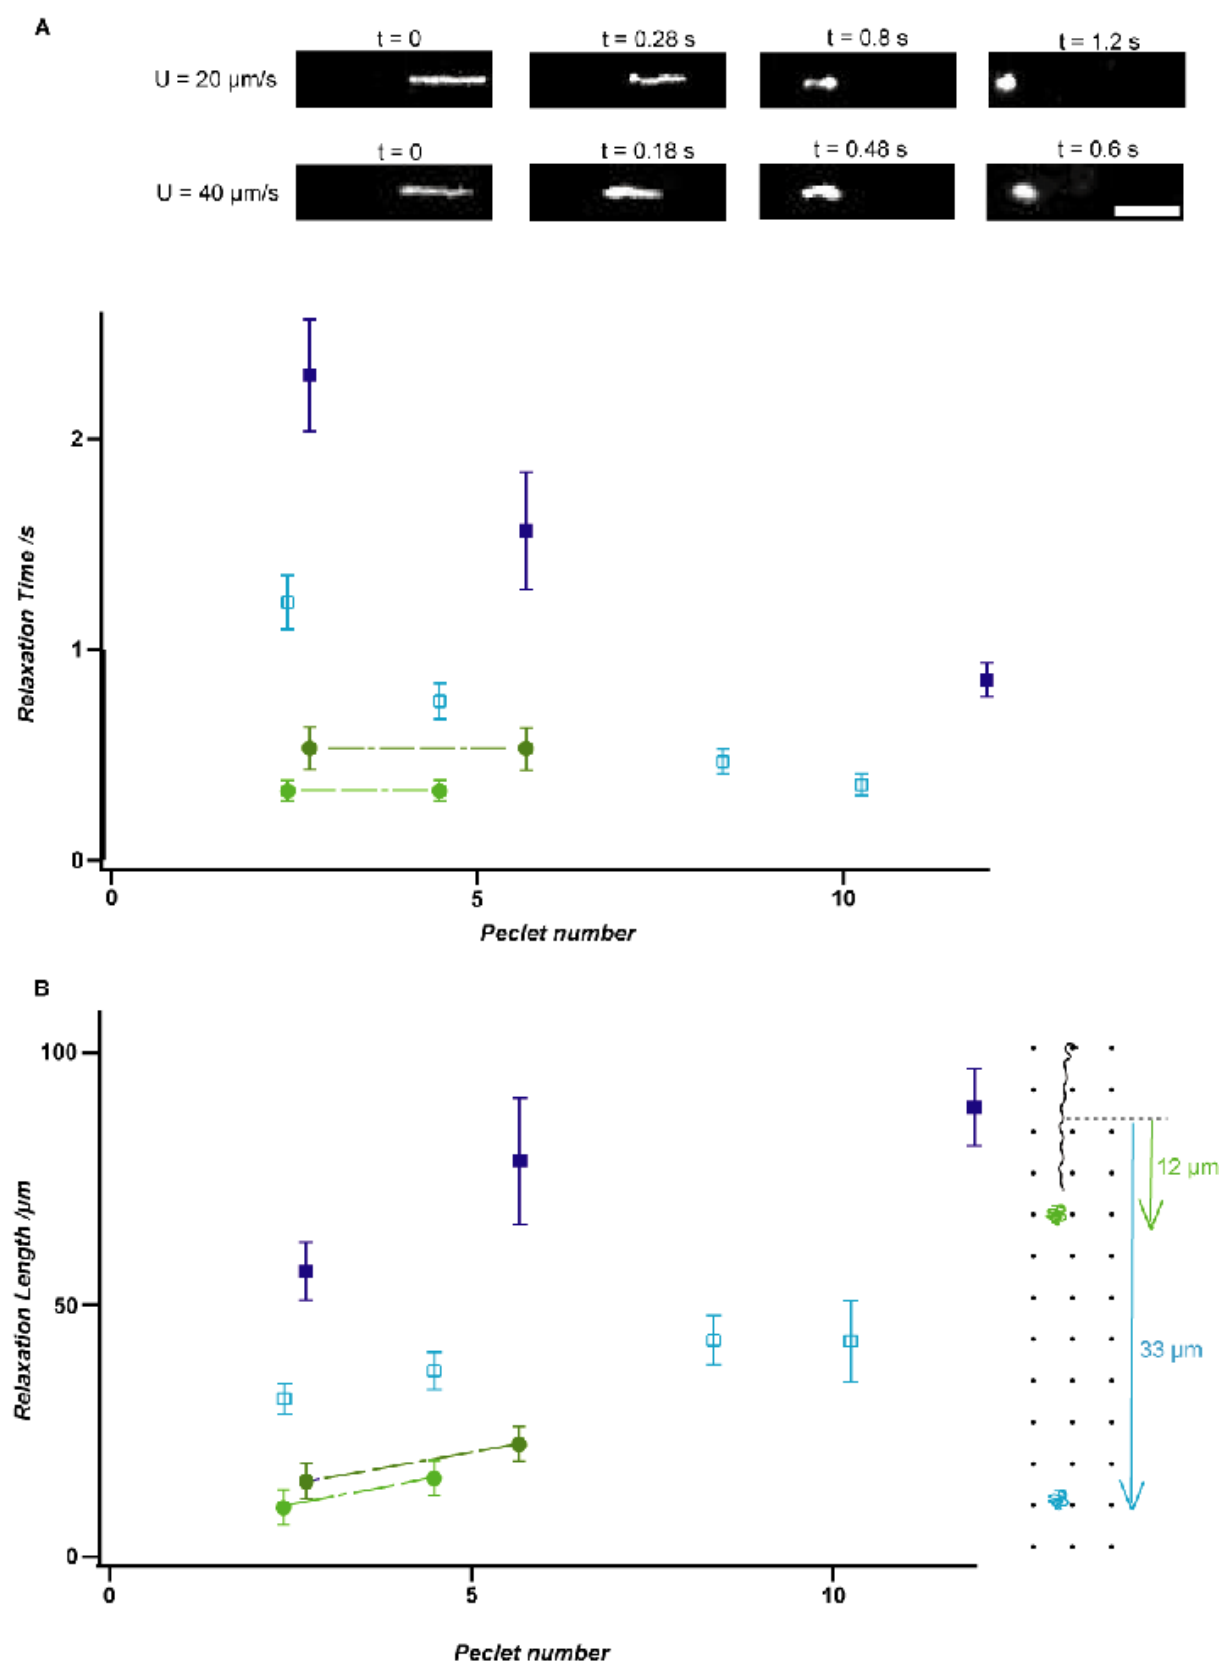 A
t = 0
t = 0.28 s
t = 0.8 s
t = 1.2 s
U = 20 µm/s
t = 0
t = 0.18 s
t = 0.48 s
t = 0.6 s
U = 40 µm/s
2
1
0
Relaxation Time /s
0
5
10
Peclet number
B
100
50
0
Relaxation Length /µm
12 µm
33 µm
0
5
10
Peclet number